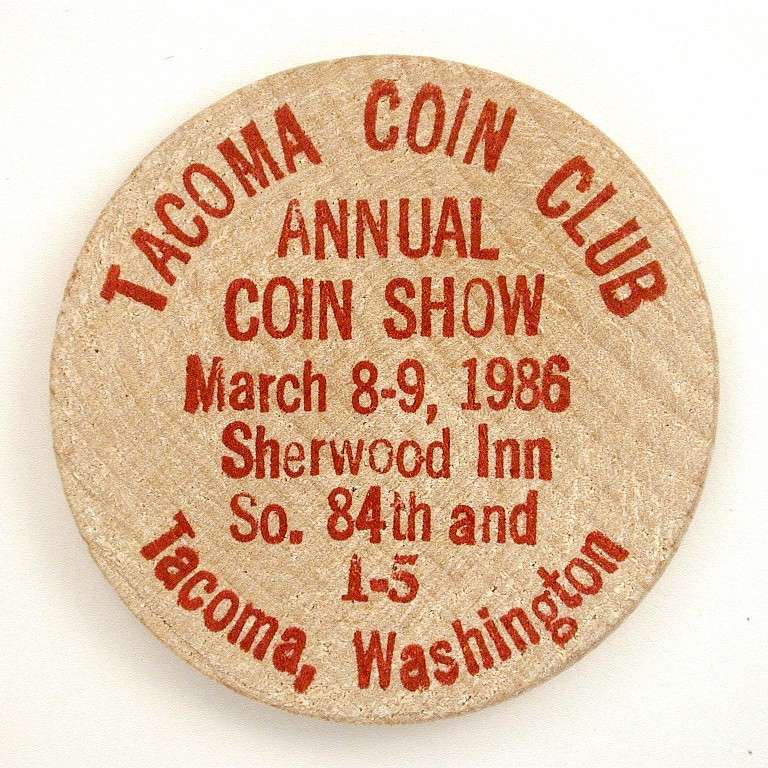 TACOMA COIN CLUB
ANNUAL
COIN SHOW
March 8-9, 1986
Sherwood Inn
So. 84th and
I-5
Tacoma, Washington